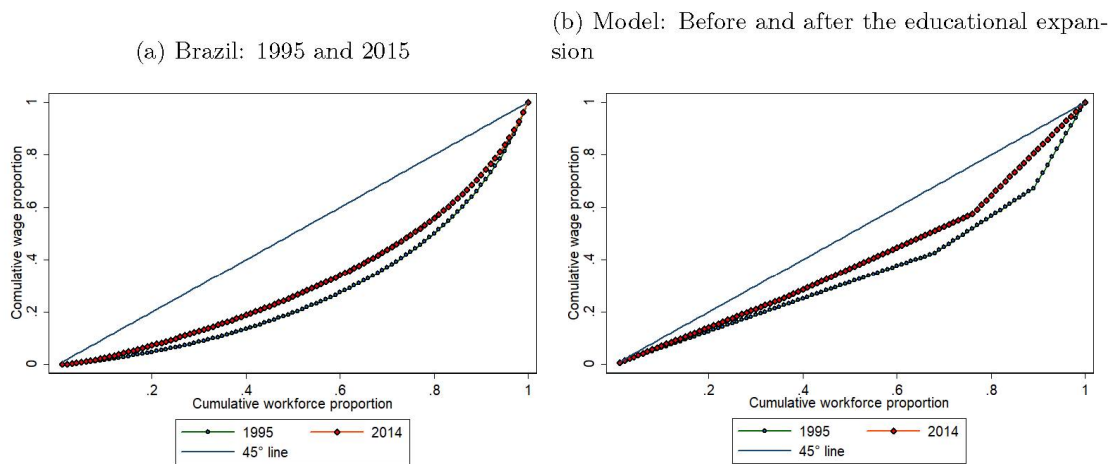 (a) Brazil: 1995 and 2015
Cumulative wage proportion
1
.8
.6
.4
.2
0
.2 .4 .6 .8 1
Cumulative workforce proportion
1995 2014
45° line
(b) Model: Before and after the educational expan-
sion
Cumulative wage proportion
1
.8
.6
.4
.2
0
.2 .4 .6 .8 1
Cumulative workforce proportion
1995 2014
45° line